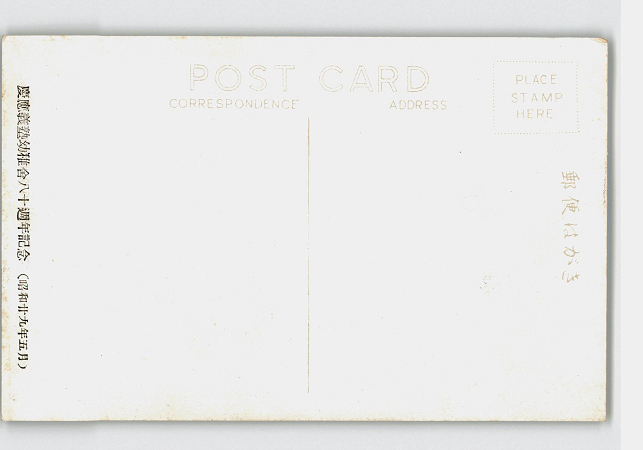 POST CARD
CORRESPONDENCE
ADDRESS
PLACE
STAMP
HERE
郵便はがき
慶應義塾幼稚舎八十週年記念 (昭和廿九年五月)